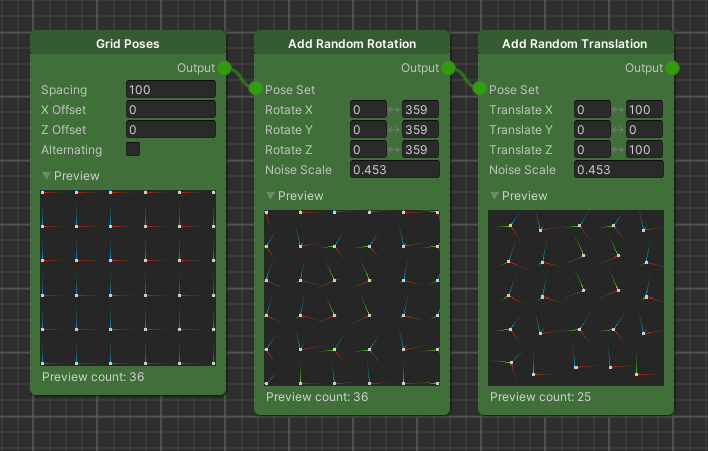 Grid Poses
Output
Spacing 100
X Offset 0
Z Offset 0
Alternating
Preview
Preview count: 36
Add Random Rotation
Output
Pose Set
Rotate X 0 ↔ 359
Rotate Y 0 ↔ 359
Rotate Z 0 ↔ 359
Noise Scale 0.453
Preview
Preview count: 36
Add Random Translation
Output
Pose Set
Translate X 0 ↔ 100
Translate Y 0 ↔ 0
Translate Z 0 ↔ 100
Noise Scale 0.453
Preview
Preview count: 25